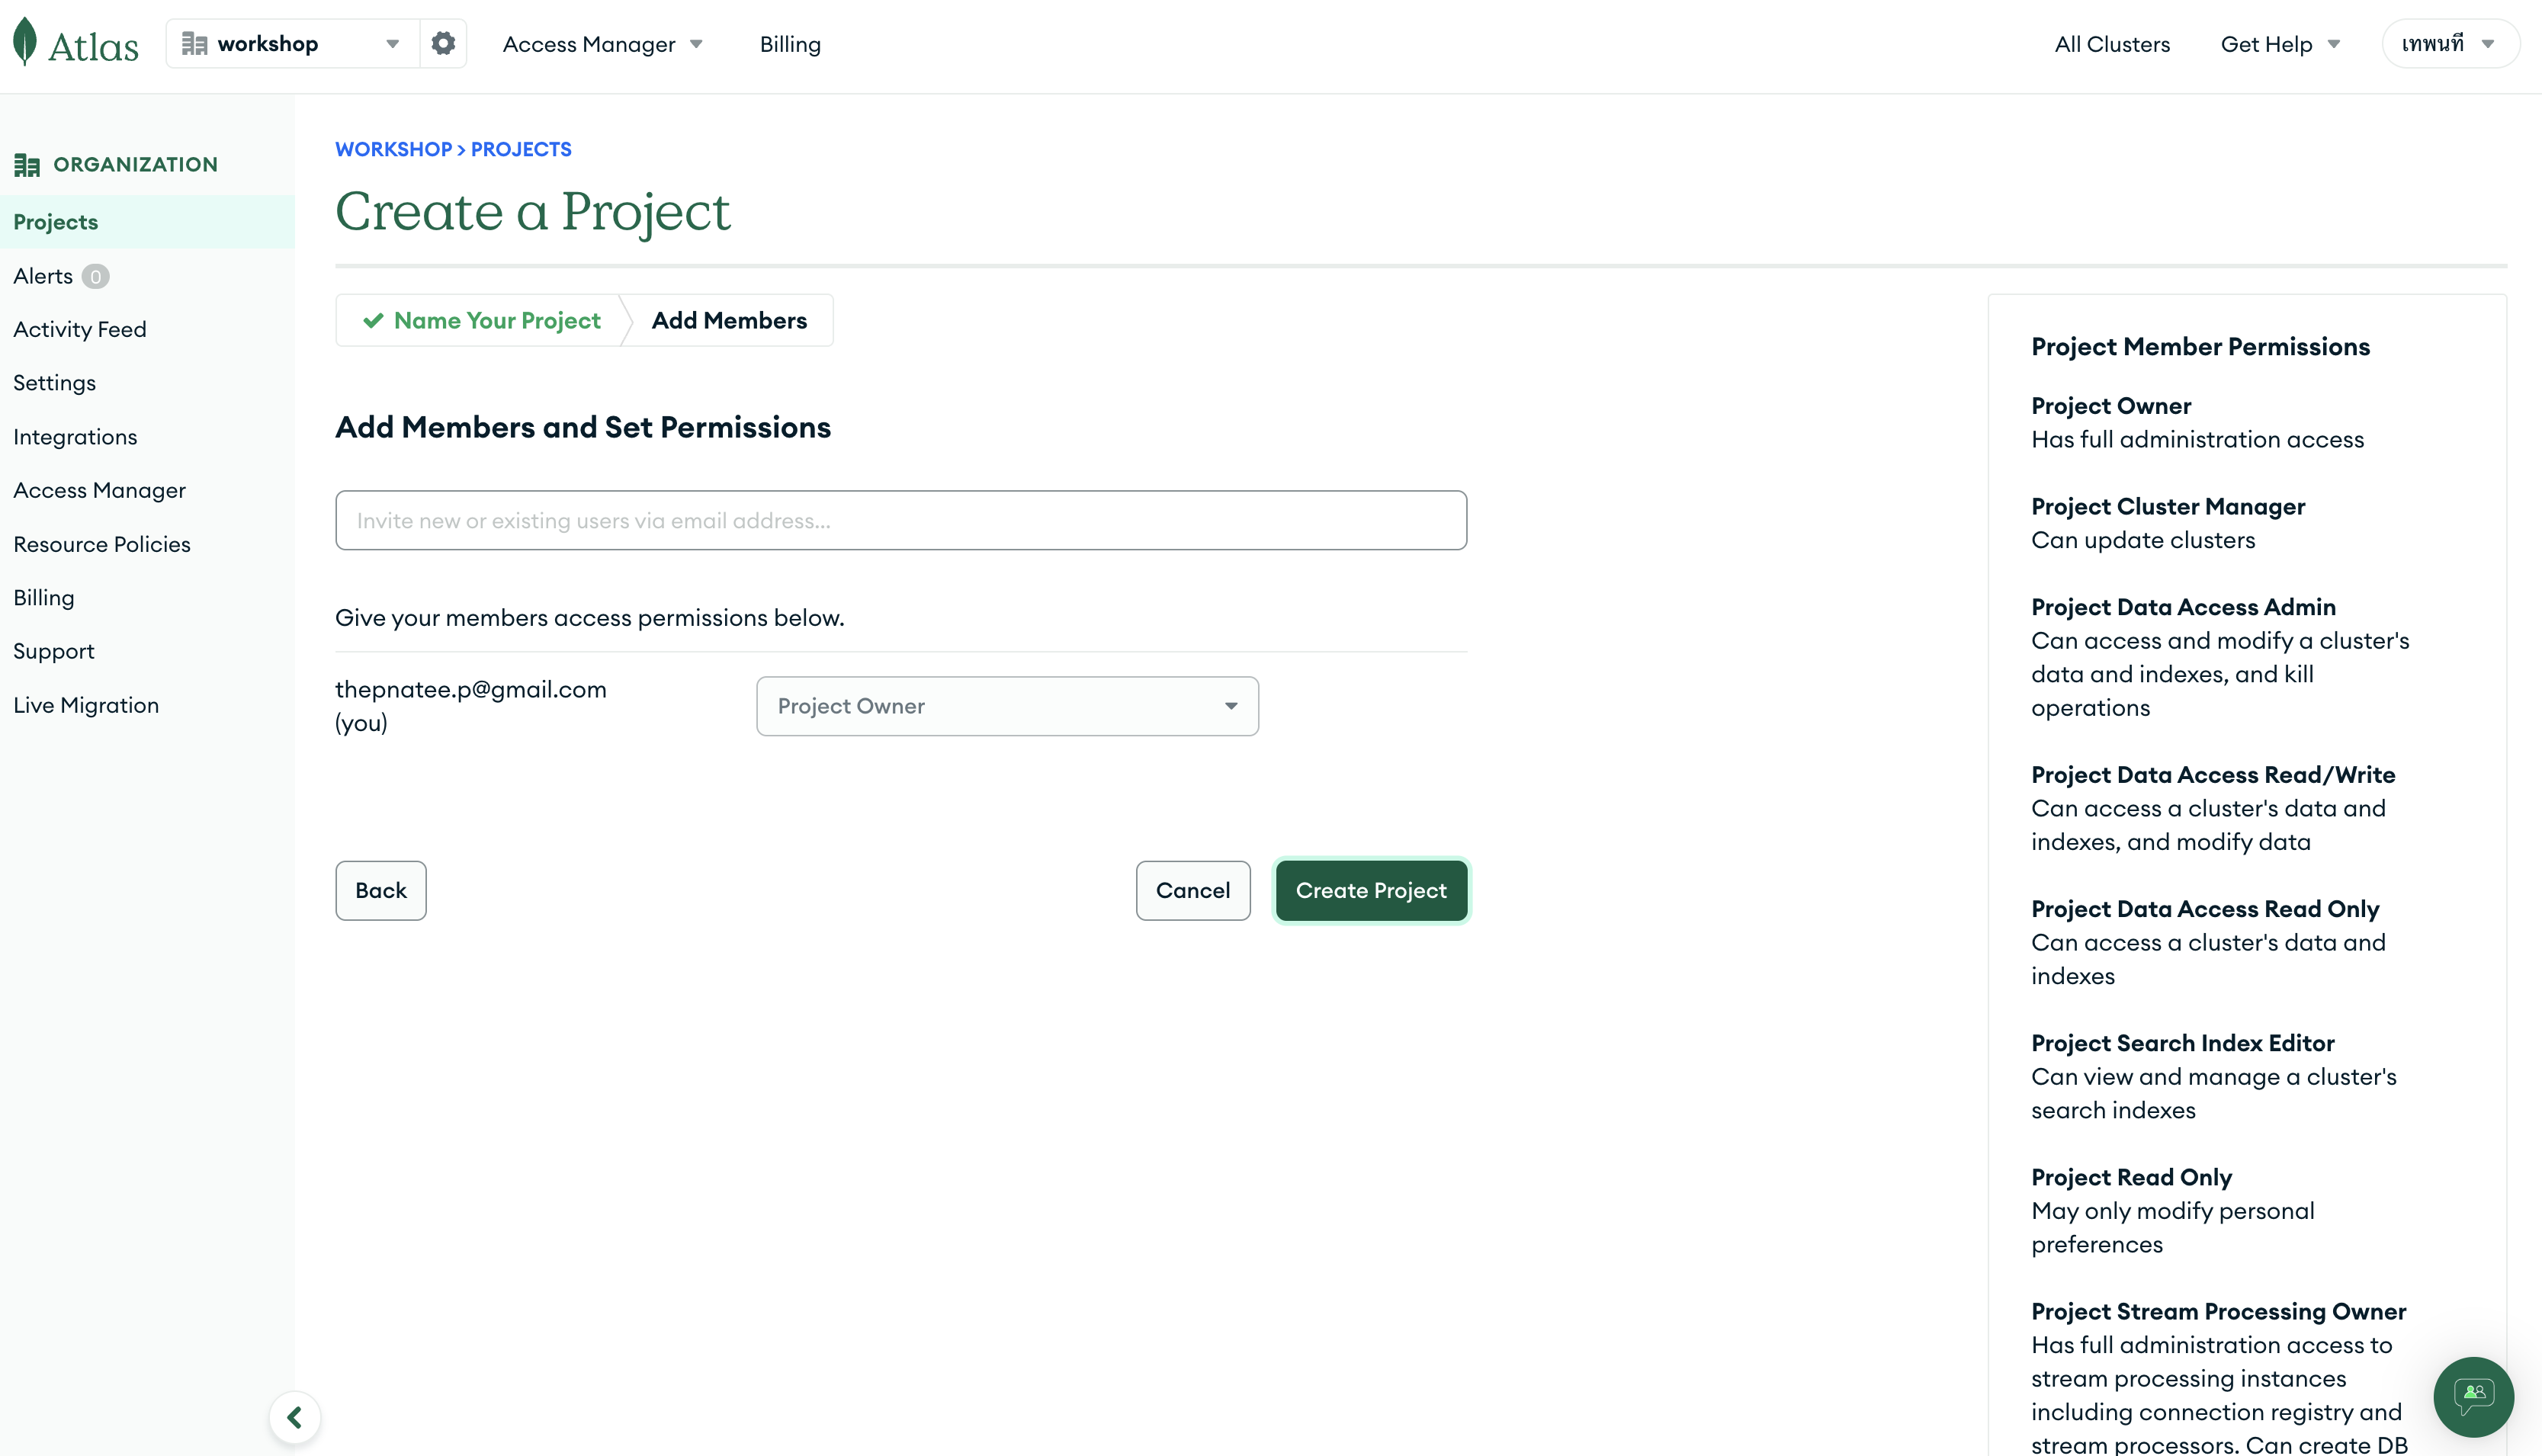 Atlas
workshop
Access Manager
Billing
All Clusters
Get Help
เทพนที
ORGANIZATION
Projects
Alerts 0
Activity Feed
Settings
Integrations
Access Manager
Resource Policies
Billing
Support
Live Migration
WORKSHOP > PROJECTS
Create a Project
Name Your Project
Add Members
Add Members and Set Permissions
Invite new or existing users via email address...
Give your members access permissions below.
thepnatee.p@gmail.com
(you)
Project Owner
Back
Cancel
Create Project
Project Member Permissions
Project Owner
Has full administration access
Project Cluster Manager
Can update clusters
Project Data Access Admin
Can access and modify a cluster's
data and indexes, and kill
operations
Project Data Access Read/Write
Can access a cluster's data and
indexes, and modify data
Project Data Access Read Only
Can access a cluster's data and
indexes
Project Search Index Editor
Can view and manage a cluster's
search indexes
Project Read Only
May only modify personal
preferences
Project Stream Processing Owner
Has full administration access to
stream processing instances
including connection registry and
stream processors. Can create DB